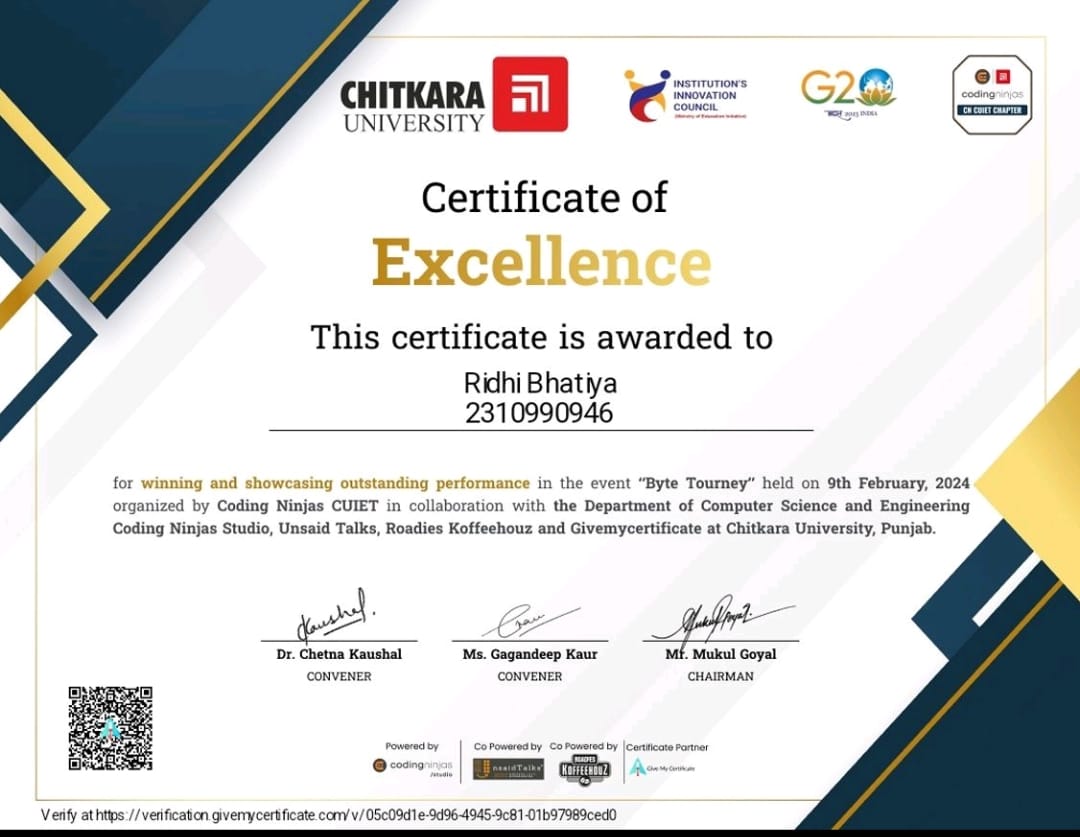 CHITKARA
UNIVERSITY
INSTITUTION'S
INNOVATION
COUNCIL
(Ministry of Education Initiative)
G20
भारत 2023 INDIA
codingninjas
CN CUIET CHAPTER
Certificate of
Excellence
This certificate is awarded to
Ridhi Bhatiya
2310990946
for winning and showcasing outstanding performance in the event "Byte Tourney" held on 9th February, 2024
organized by Coding Ninjas CUIET in collaboration with the Department of Computer Science and Engineering
Coding Ninjas Studio, Unsaid Talks, Roadies Koffeehouz and Givemycertificate at Chitkara University, Punjab.
Dr. Chetna Kaushal
CONVENER
Ms. Gagandeep Kaur
CONVENER
Mr. Mukul Goyal
CHAIRMAN
Powered by
codingninjas
/studio
Co Powered by
UnsaidTalks
Co Powered by
ROADIES
KOFFEEHOUZ
Certificate Partner
Give My Certificate
Verify at https://verification.givemycertificate.com/v/05c09d1e-9d96-4945-9c81-01b97989ced0